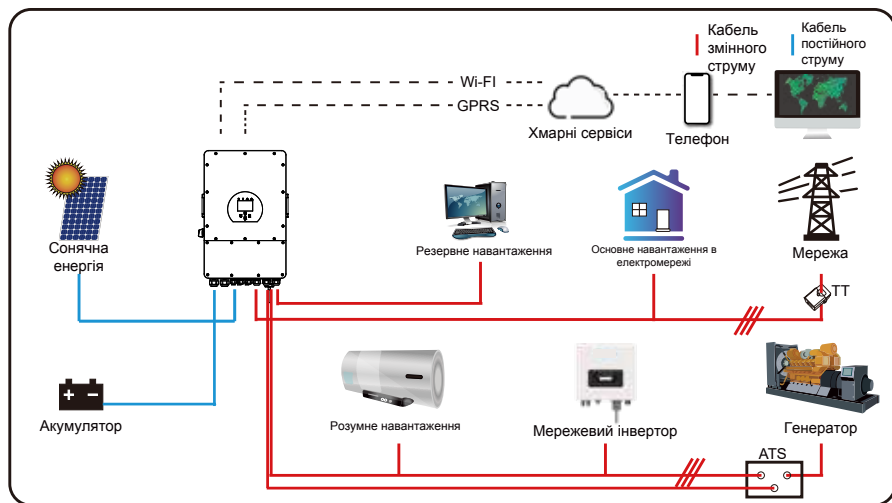 Кабель
змінного
струму
Кабель
постійного
струму
Wi-FI
GPRS
Хмарні сервіси
Телефон
Сонячна
енергія
Резервне навантаження
Основне навантаження в
електромережі
Мережа
ТТ
Акумулятор
Розумне навантаження
Мережевий інвертор
Генератор
ATS